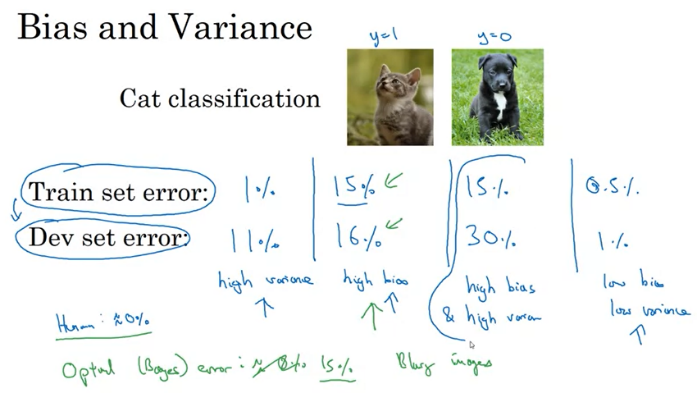 Bias and Variance
y=1 y=0
Cat classification
Train set error: 1% 15% 15% 0.5%
Dev set error: 11% 16% 30% 1%
high variance high bias high bias low bias
& high varian low variance
Human: ≈0%
Optimal (Bayes) error: ≈ 0% 15% Blurry images